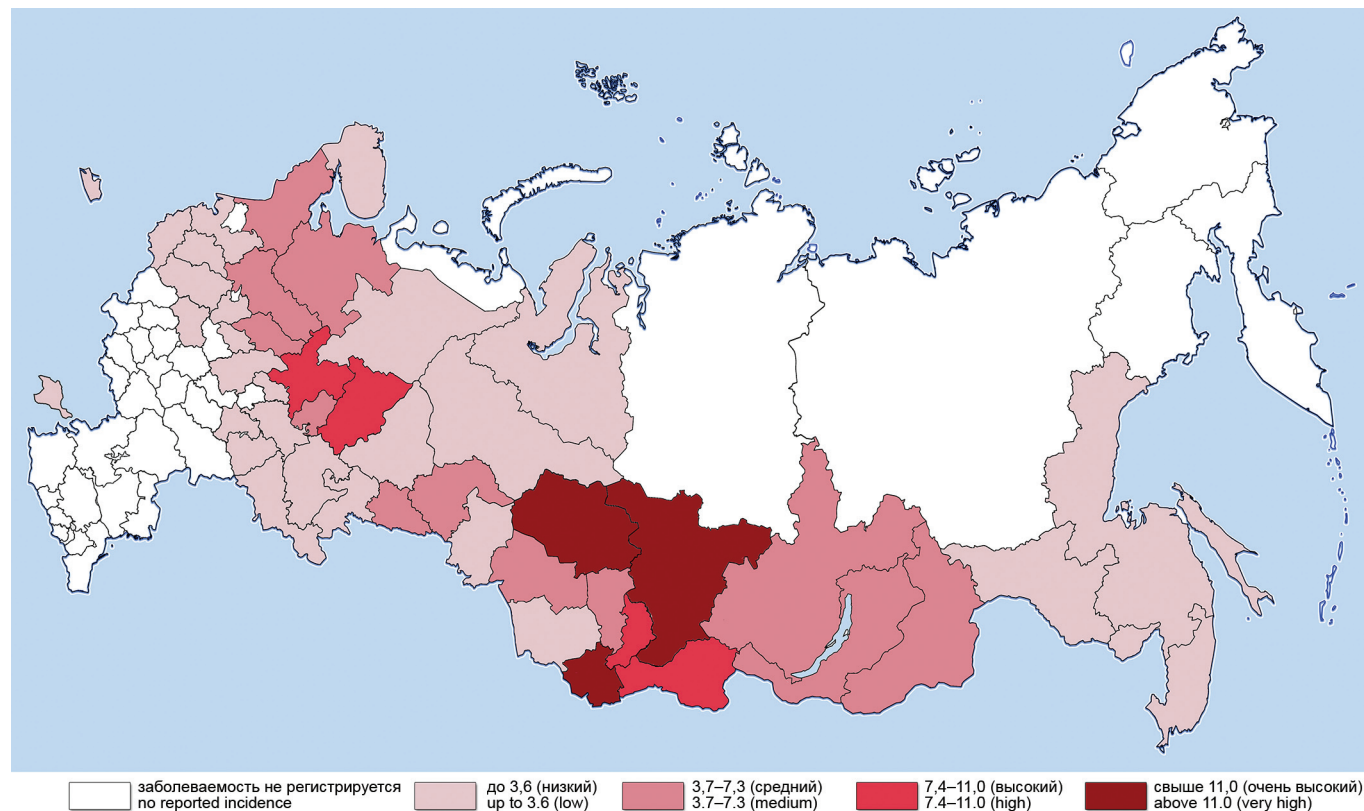 заболеваемость не регистрируется
no reported incidence
до 3,6 (низкий)
up to 3.6 (low)
3,7–7,3 (средний)
3.7–7.3 (medium)
7,4–11,0 (высокий)
7.4–11.0 (high)
свыше 11,0 (очень высокий)
above 11.0 (very high)